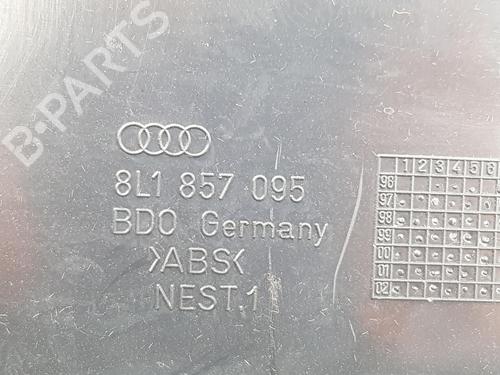 B-PARTS
8L1 857 095
BDO Germany
>ABS<
NEST.1
1 2 3 4 5 6
96
97
98
99
00
01
02